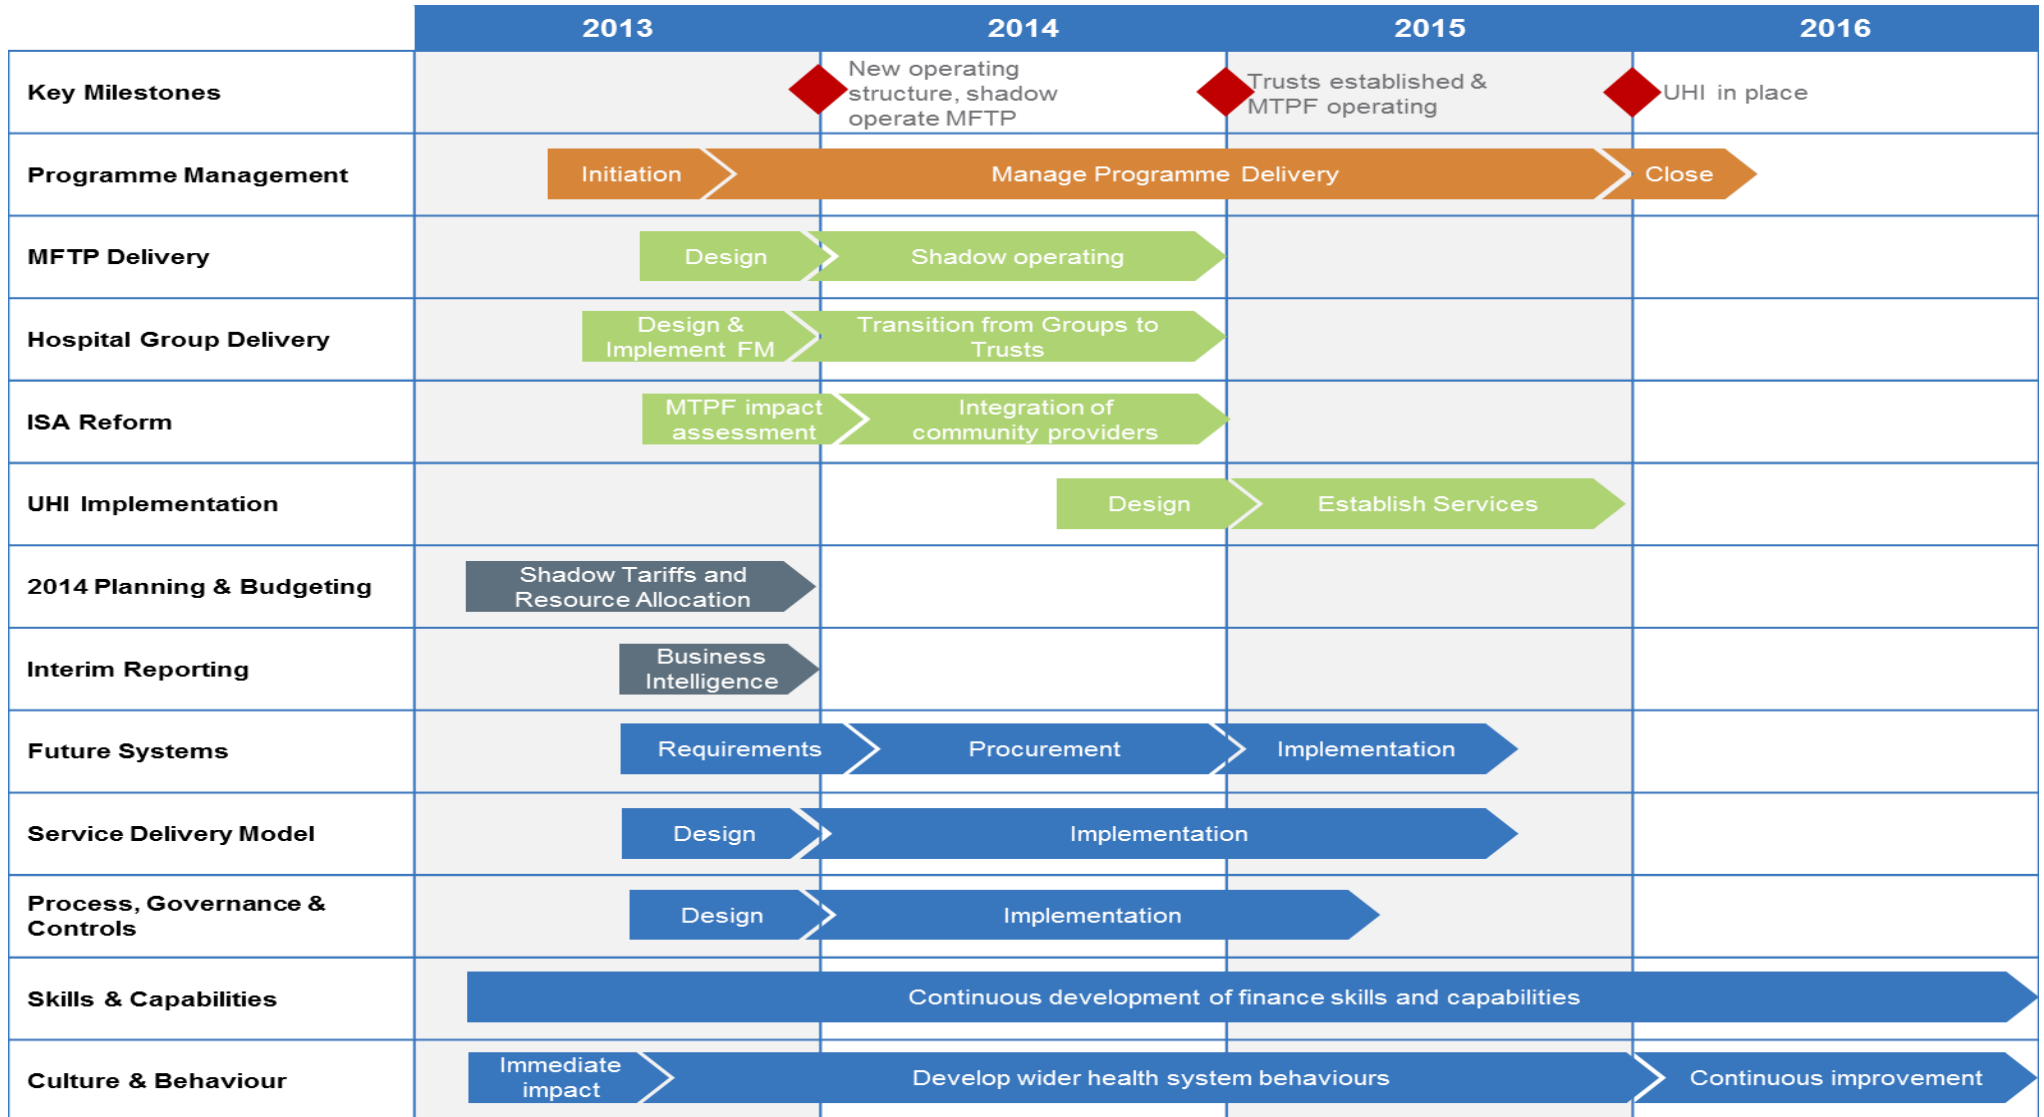 2013 2014 2015 2016
Key Milestones
New operating
structure, shadow
operate MFTP
Trusts established &
MTPF operating
UHI in place
Programme Management
Initiation
Manage Programme Delivery
Close
MFTP Delivery
Design
Shadow operating
Hospital Group Delivery
Design &
Implement FM
Transition from Groups to
Trusts
ISA Reform
MTPF impact
assessment
Integration of
community providers
UHI Implementation
Design
Establish Services
2014 Planning & Budgeting
Shadow Tariffs and
Resource Allocation
Interim Reporting
Business
Intelligence
Future Systems
Requirements
Procurement
Implementation
Service Delivery Model
Design
Implementation
Process, Governance &
Controls
Design
Implementation
Skills & Capabilities
Continuous development of finance skills and capabilities
Culture & Behaviour
Immediate
impact
Develop wider health system behaviours
Continuous improvement